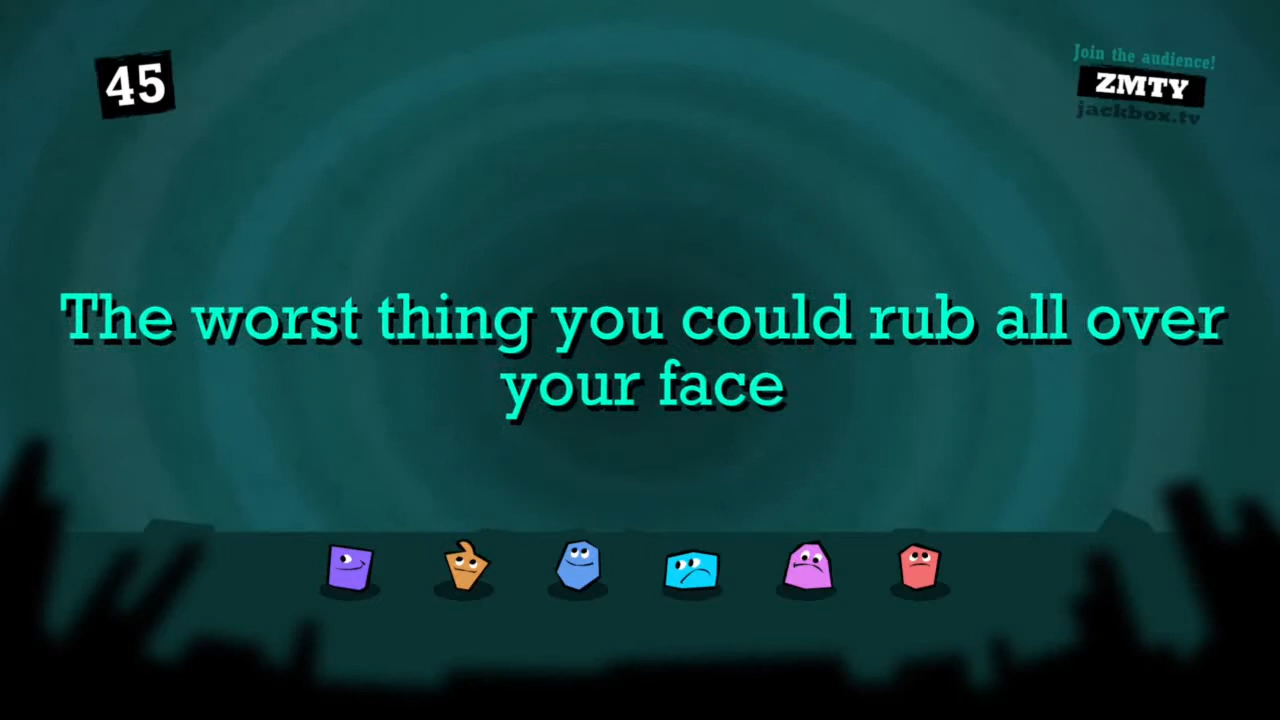 45
Join the audience!
ZMTY
jackbox.tv
The worst thing you could rub all over
your face